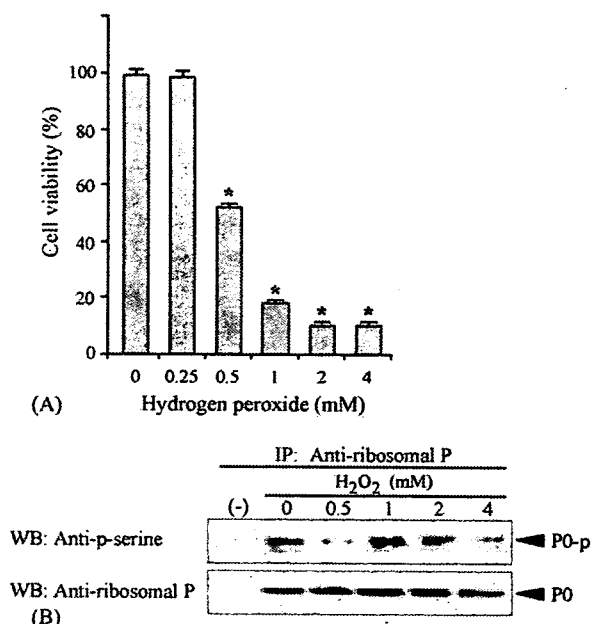 100
80
60
40
20
0
Cell viability (%)
* * * *
0 0.25 0.5 1 2 4
(A) Hydrogen peroxide (mM)
IP: Anti-ribosomal P
H2O2 (mM)
(-) 0 0.5 1 2 4
WB: Anti-p-serine P0-p
WB: Anti-ribosomal P P0
(B)